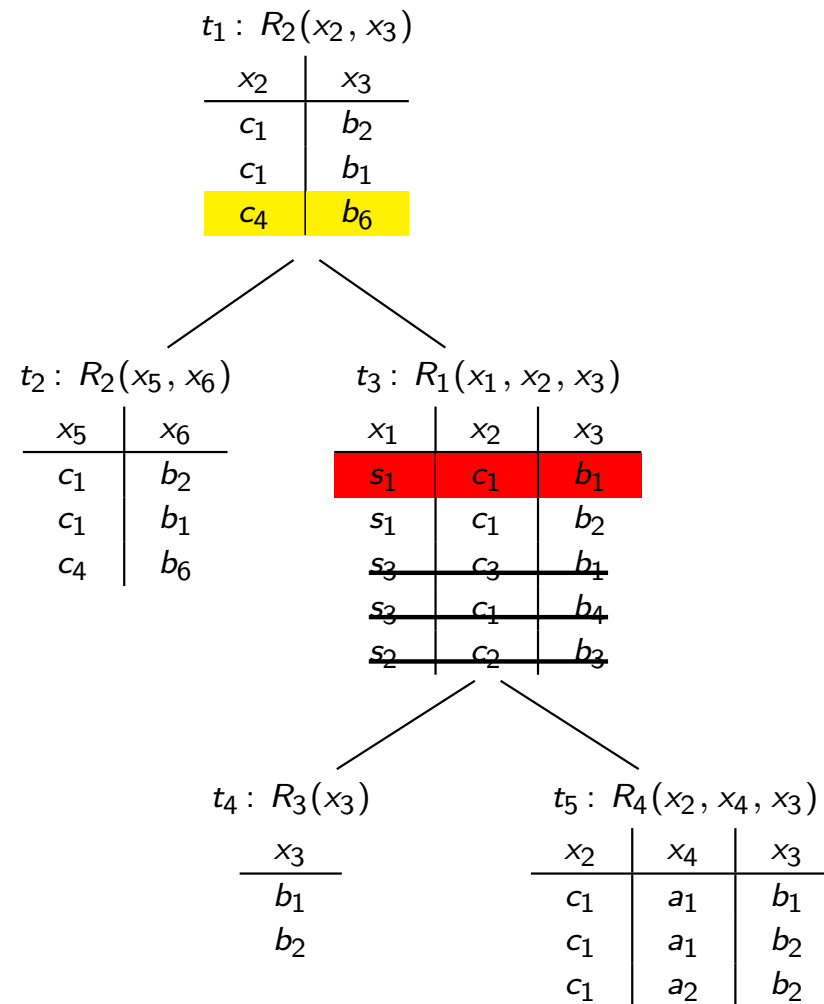 t₁ : R₂(x₂, x₃)
x₂ x₃
c₁ b₂
c₁ b₁
c₄ b₆
t₂ : R₂(x₅, x₆)
x₅ x₆
c₁ b₂
c₁ b₁
c₄ b₆
t₃ : R₁(x₁, x₂, x₃)
x₁ x₂ x₃
s₁ c₁ b₁
s₁ c₁ b₂
s₃ c₃ b₁
s₃ c₁ b₄
s₂ c₂ b₃
t₄ : R₃(x₃)
x₃
b₁
b₂
t₅ : R₄(x₂, x₄, x₃)
x₂ x₄ x₃
c₁ a₁ b₁
c₁ a₁ b₂
c₁ a₂ b₂